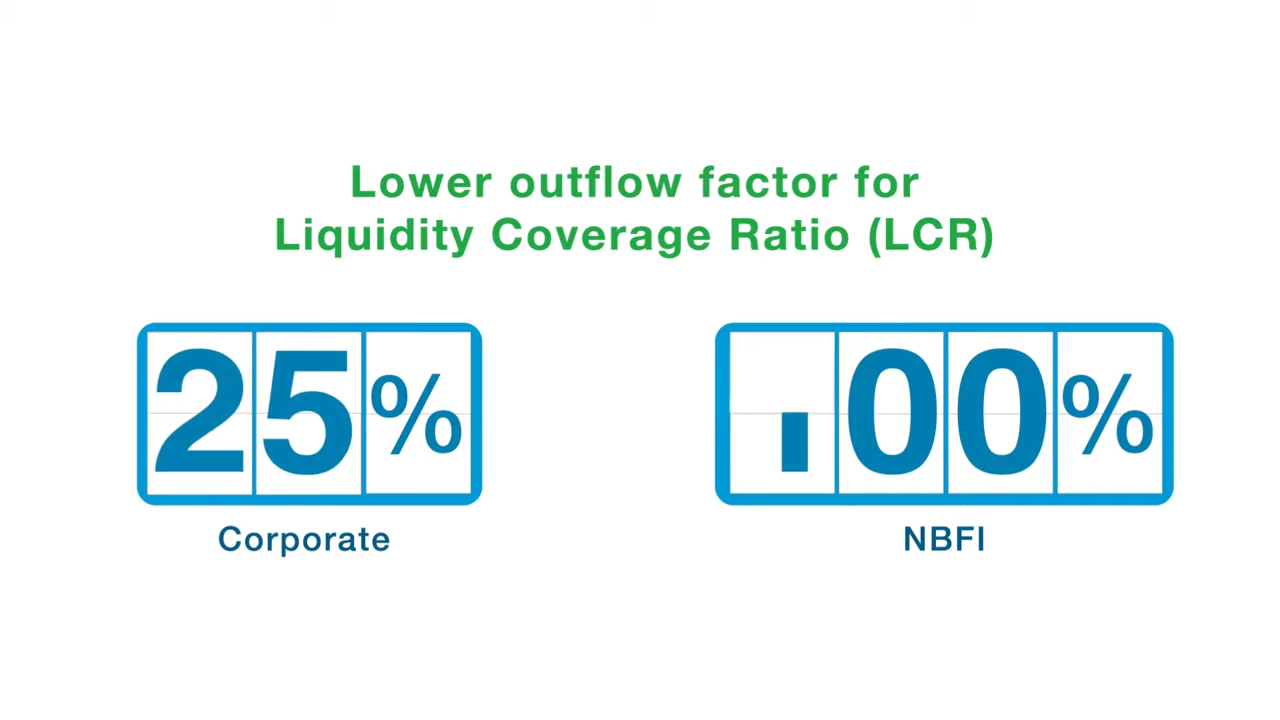 Lower outflow factor for
Liquidity Coverage Ratio (LCR)
25%
00%
Corporate
NBFI